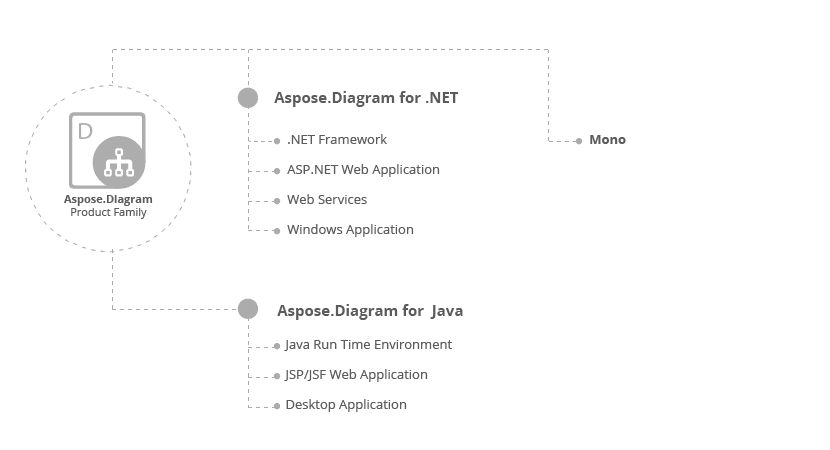 D
Aspose.DIagram
Product Family
Aspose.Diagram for .NET
.NET Framework
ASP.NET Web Application
Web Services
Windows Application
Mono
Aspose.Diagram for Java
Java Run Time Environment
JSP/JSF Web Application
Desktop Application